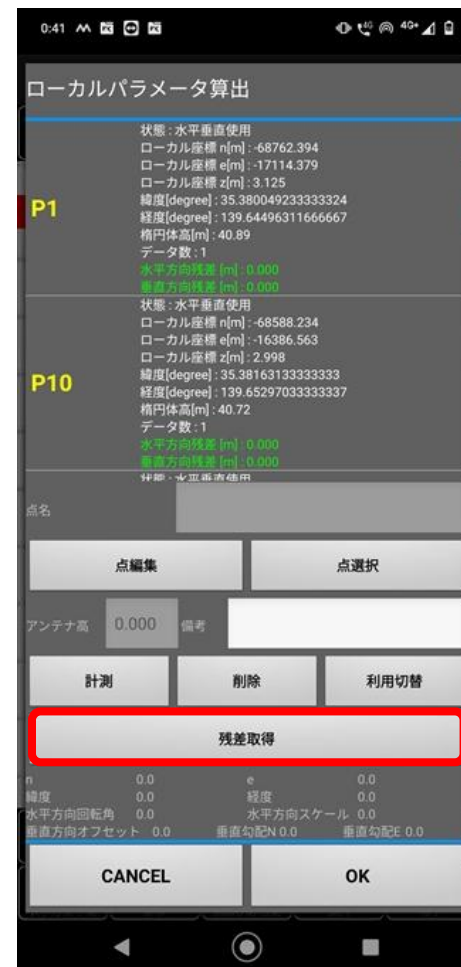 0:41
4G 4G+
ローカルパラメータ算出
状態 : 水平垂直使用
ローカル座標 n[m] : -68762.394
ローカル座標 e[m] : -17114.379
ローカル座標 z[m] : 3.125
P1
緯度[degree] : 35.380049233333324
経度[degree] : 139.64496311666667
楕円体高[m] : 40.89
データ数 : 1
水平方向残差 [m] : 0.000
垂直方向残差 [m] : 0.000
状態 : 水平垂直使用
ローカル座標 n[m] : -68588.234
ローカル座標 e[m] : -16386.563
ローカル座標 z[m] : 2.998
P10
緯度[degree] : 35.38163133333333
経度[degree] : 139.65297033333337
楕円体高[m] : 40.72
データ数 : 1
水平方向残差 [m] : 0.000
垂直方向残差 [m] : 0.000
状態 : 水平垂直使用
点名
点編集 点選択
アンテナ高 0.000 備考
計測 削除 利用切替
残差取得
n 0.0 e 0.0
緯度 0.0 経度 0.0
水平方向回転角 0.0 水平方向スケール 0.0
垂直方向オフセット 0.0 垂直勾配N 0.0 垂直勾配E 0.0
CANCEL OK